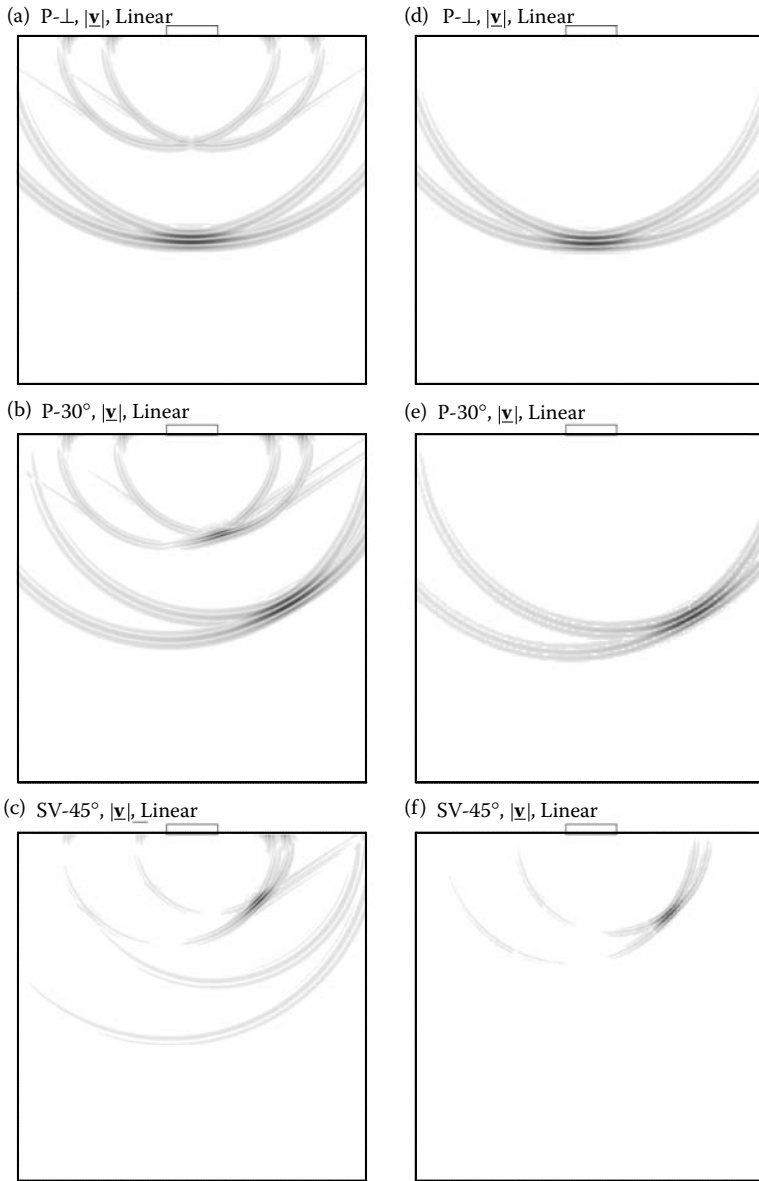 (a) P-⊥, |v|, Linear
(d) P-⊥, |v|, Linear
(b) P-30°, |v|, Linear
(e) P-30°, |v|, Linear
(c) SV-45°, |v|, Linear
(f) SV-45°, |v|, Linear